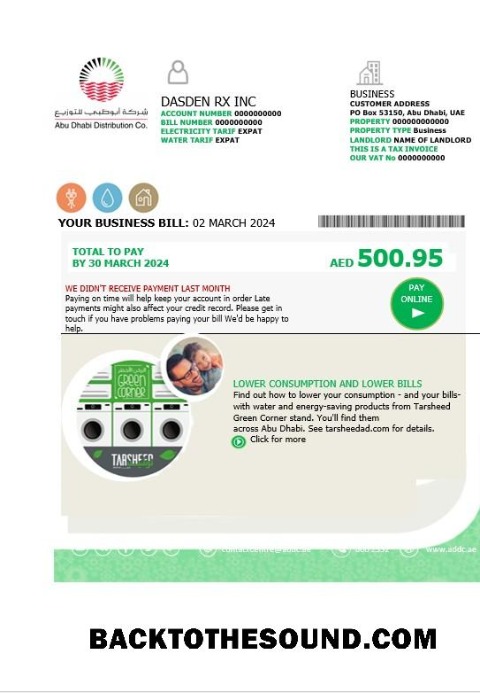 شركة أبوظبي للتوزيع
Abu Dhabi Distribution Co.
DASDEN RX INC
ACCOUNT NUMBER 0000000000
BILL NUMBER 0000000000
ELECTRICITY TARIF EXPAT
WATER TARIF EXPAT
BUSINESS
CUSTOMER ADDRESS
PO Box 53150, Abu Dhabi, UAE
PROPERTY 000000000000
PROPERTY TYPE Business
LANDLORD NAME OF LANDLORD
THIS IS A TAX INVOICE
OUR VAT No 0000000000
YOUR BUSINESS BILL: 02 MARCH 2024
TOTAL TO PAY
BY 30 MARCH 2024
AED 500.95
WE DIDN'T RECEIVE PAYMENT LAST MONTH
Paying on time will help keep your account in order Late
payments might also affect your credit record. Please get in
touch if you have problems paying your bill We'd be happy to
help.
PAY
ONLINE
GREEN
CORNER
TARSHEED
LOWER CONSUMPTION AND LOWER BILLS
Find out how to lower your consumption - and your bills-
with water and energy-saving products from Tarsheed
Green Corner stand. You'll find them
across Abu Dhabi. See tarsheedad.com for details.
Click for more
www.addc.ae
BACKTOTHESOUND.COM